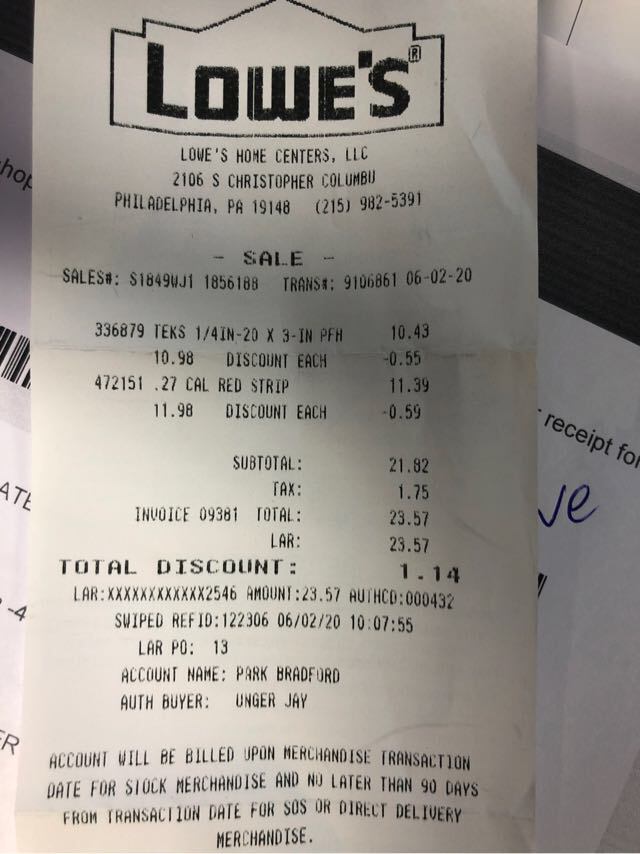 LOWE'S®
LOWE'S HOME CENTERS, LLC
2106 S CHRISTOPHER COLUMBU
PHILADELPHIA, PA 19148 (215) 982-5391
- SALE -
SALES#: S1849WJ1 1856188 TRANS#: 9106861 06-02-20
336879 TEKS 1/4IN-20 X 3-IN PFH 10.43
10.98 DISCOUNT EACH -0.55
472151 .27 CAL RED STRIP 11.39
11.98 DISCOUNT EACH -0.59
SUBTOTAL: 21.82
TAX: 1.75
INVOICE 09381 TOTAL: 23.57
LAR: 23.57
TOTAL DISCOUNT: 1.14
LAR:XXXXXXXXXXXX2546 AMOUNT:23.57 AUTHCD:000432
SWIPED REFID:122306 06/02/20 10:07:55
LAR PO: 13
ACCOUNT NAME: PARK BRADFORD
AUTH BUYER: UNGER JAY
ACCOUNT WILL BE BILLED UPON MERCHANDISE TRANSACTION
DATE FOR STOCK MERCHANDISE AND NO LATER THAN 90 DAYS
FROM TRANSACTION DATE FOR SOS OR DIRECT DELIVERY
MERCHANDISE.
receipt for